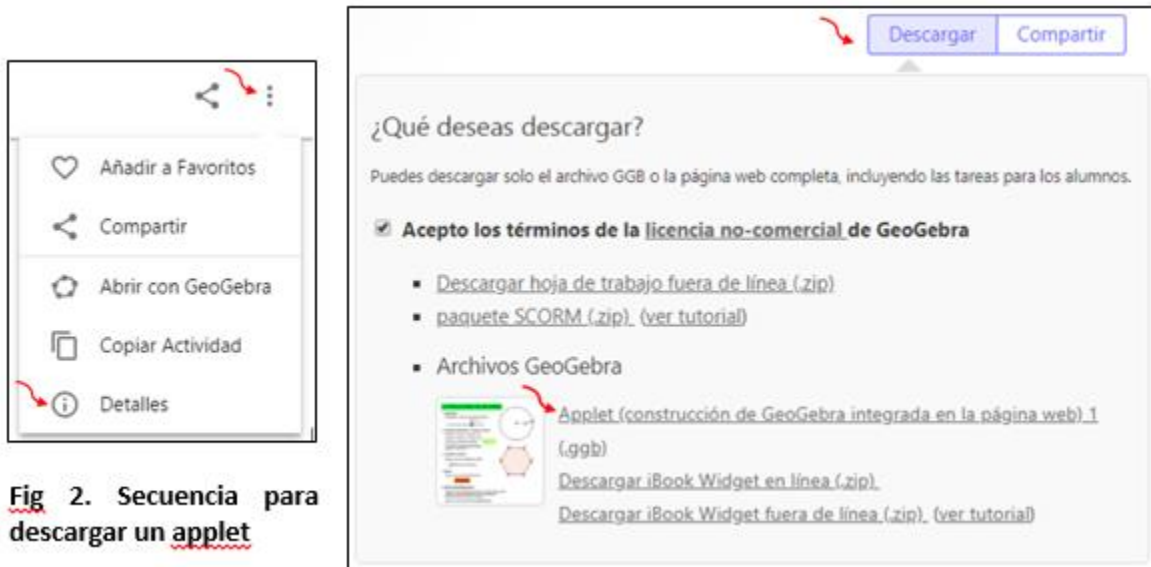 Añadir a Favoritos
Compartir
Abrir con GeoGebra
Copiar Actividad
Detalles
Fig 2. Secuencia para
descargar un applet
Descargar
Compartir
¿Qué deseas descargar?
Puedes descargar solo el archivo GGB o la página web completa, incluyendo las tareas para los alumnos.
Acepto los términos de la licencia no-comercial de GeoGebra
Descargar hoja de trabajo fuera de línea (.zip)
paquete SCORM (.zip) (ver tutorial)
Archivos GeoGebra
Applet (construcción de GeoGebra integrada en la página web) 1
(.ggb)
Descargar iBook Widget en línea (.zip)
Descargar iBook Widget fuera de línea (.zip) (ver tutorial)